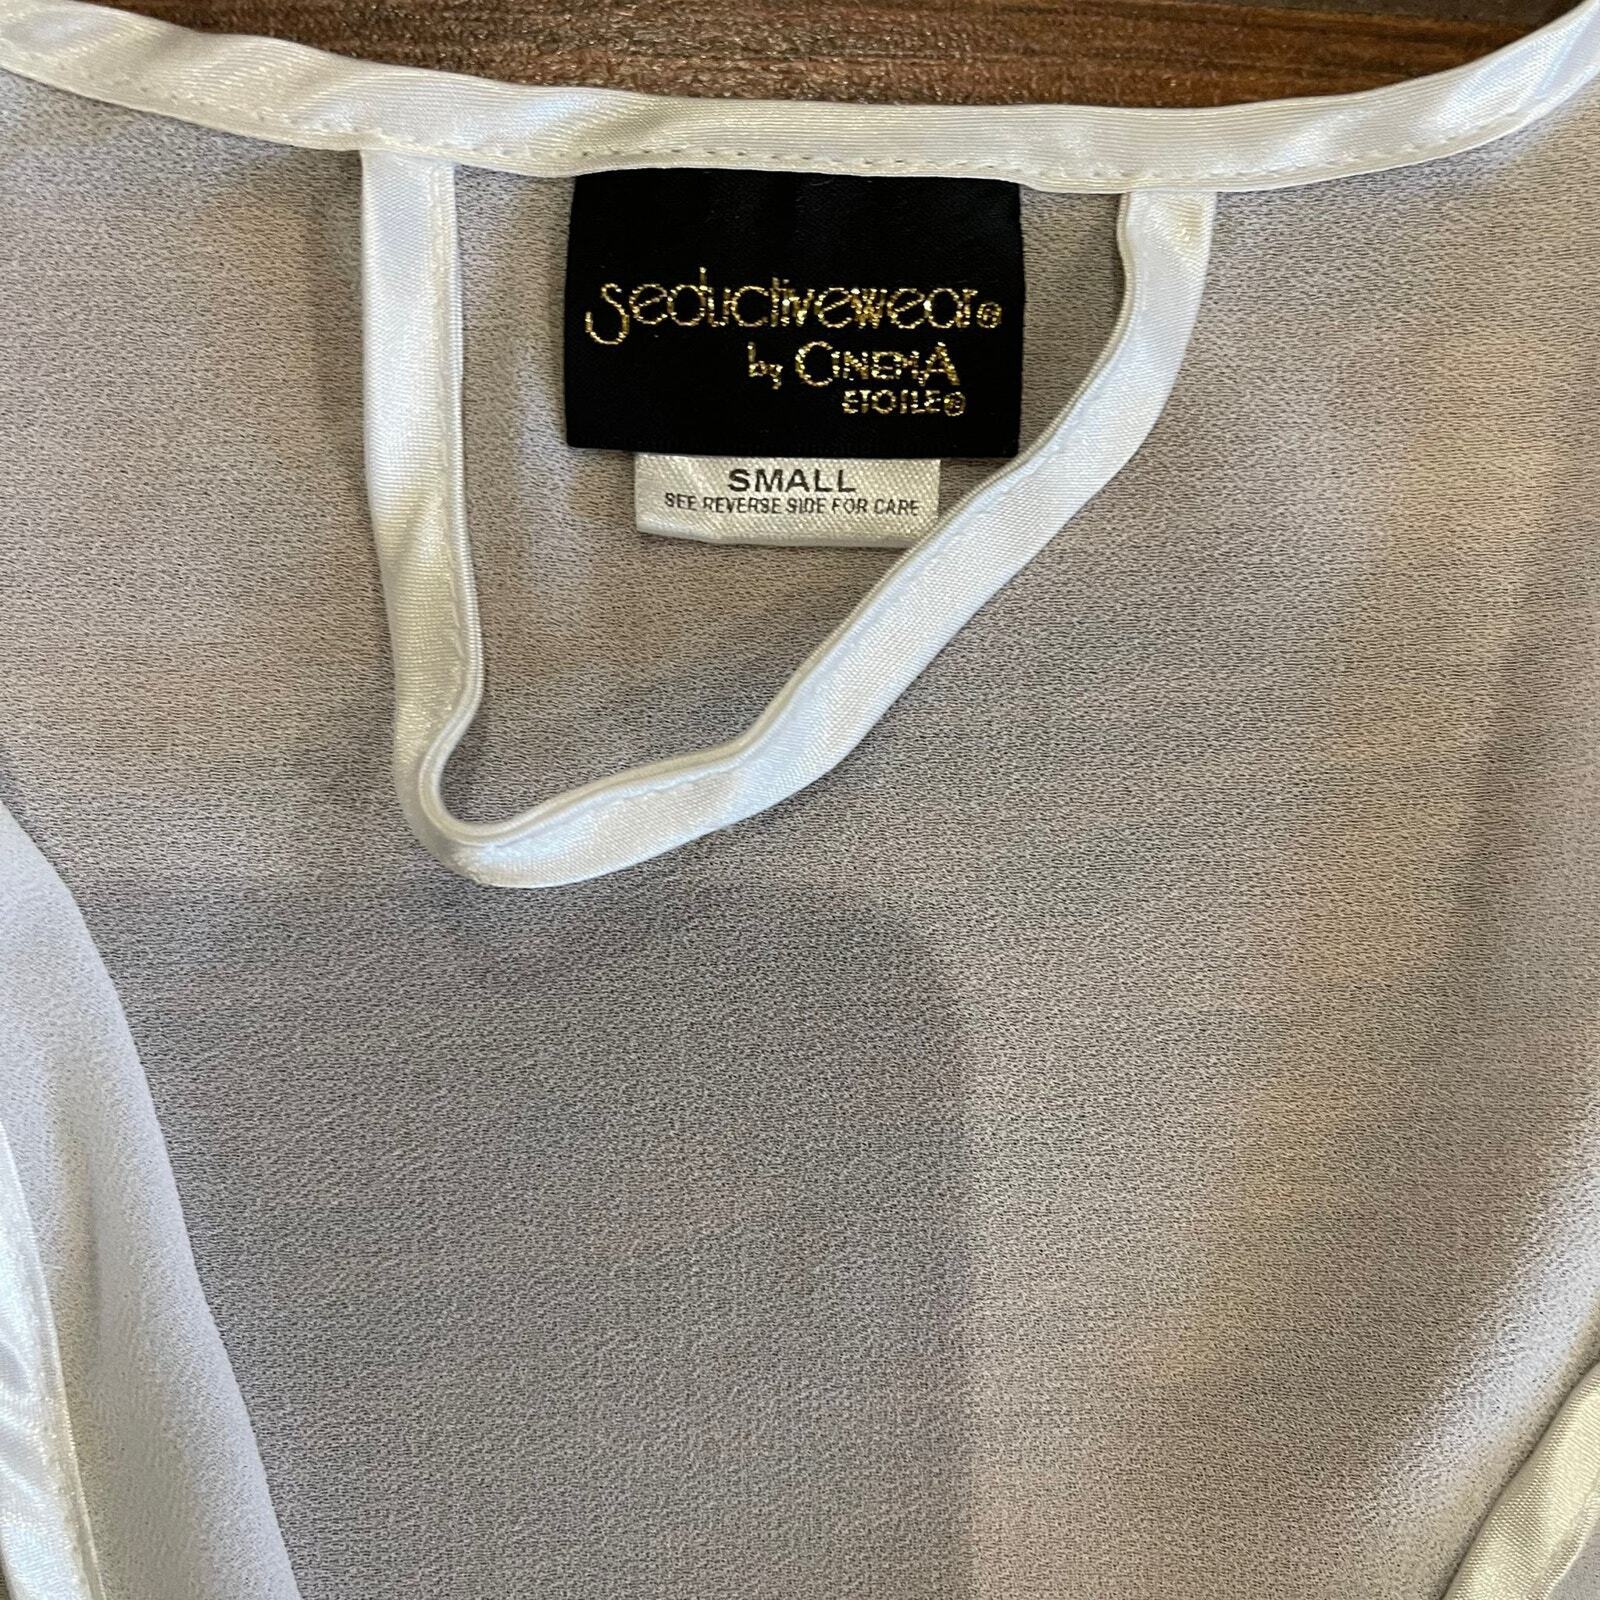 Seductivewear®
by CINEMA
ETOILE®
SMALL
SEE REVERSE SIDE FOR CARE